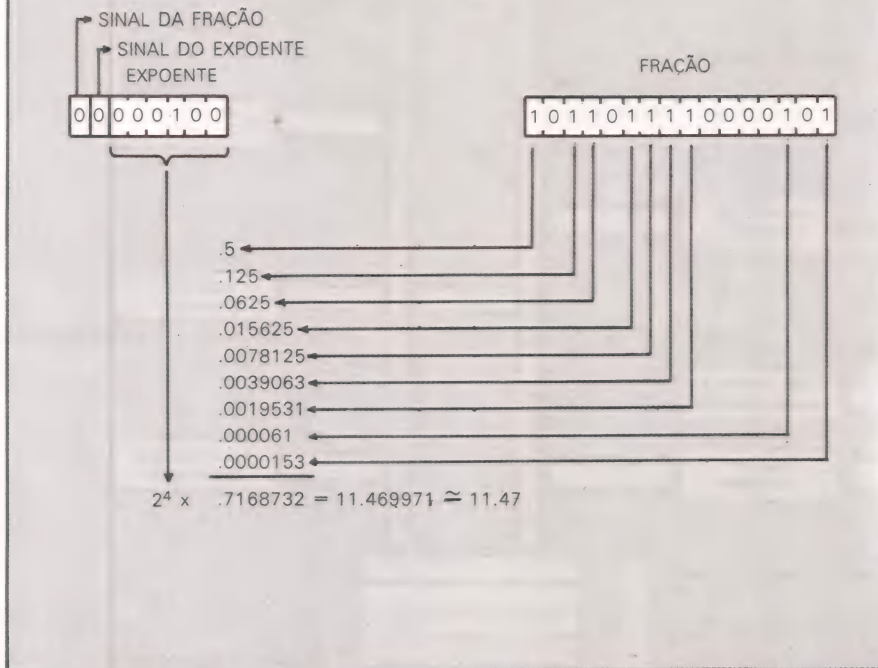 SINAL DA FRAÇÃO
SINAL DO EXPOENTE
EXPOENTE
FRAÇÃO
0 0 0 0 0 1 0 0
1 0 1 1 0 1 1 1 1 0 0 0 0 1 0 1
.5
.125
.0625
.015625
.0078125
.0039063
.0019531
.000061
.0000153
2⁴ x .7168732 = 11.469971 ≃ 11.47